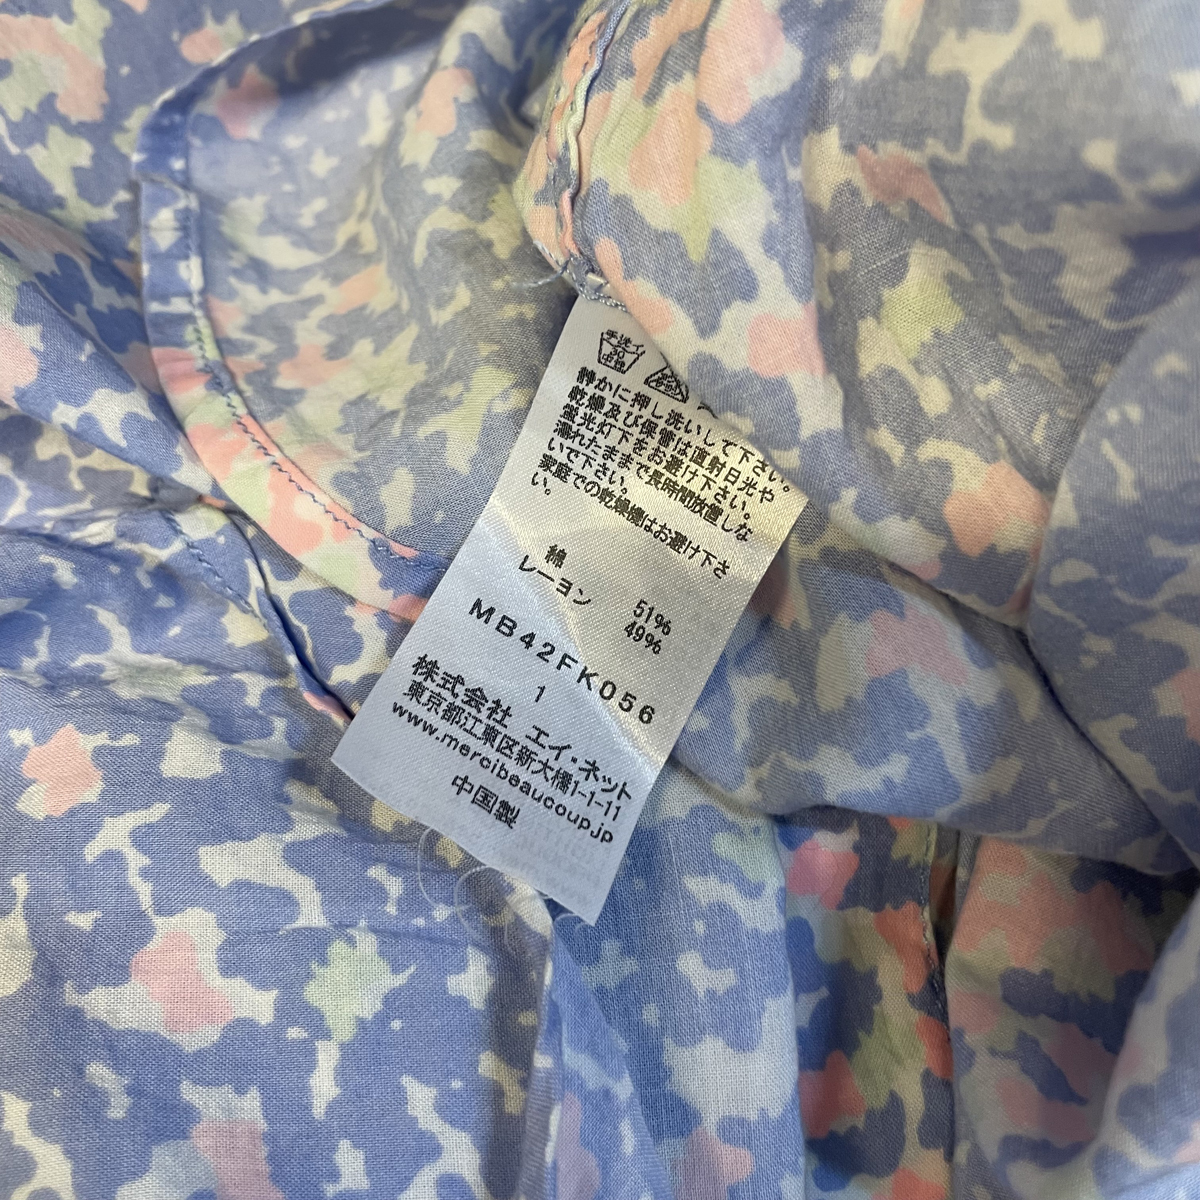 手洗イ
30
中性
静かに押し洗いして下さい。
乾燥及び保管は直射日光や
蛍光灯下をお避け下さい。
濡れたままで長時間放置しな
いで下さい。
家庭での乾燥機はお避け下さ
い。
綿 51%
レーヨン 49%
MB42FK056
1
株式会社 エイ・ネット
東京都江東区新大橋1-1-11
www.mercibeaucoup.jp
中国製